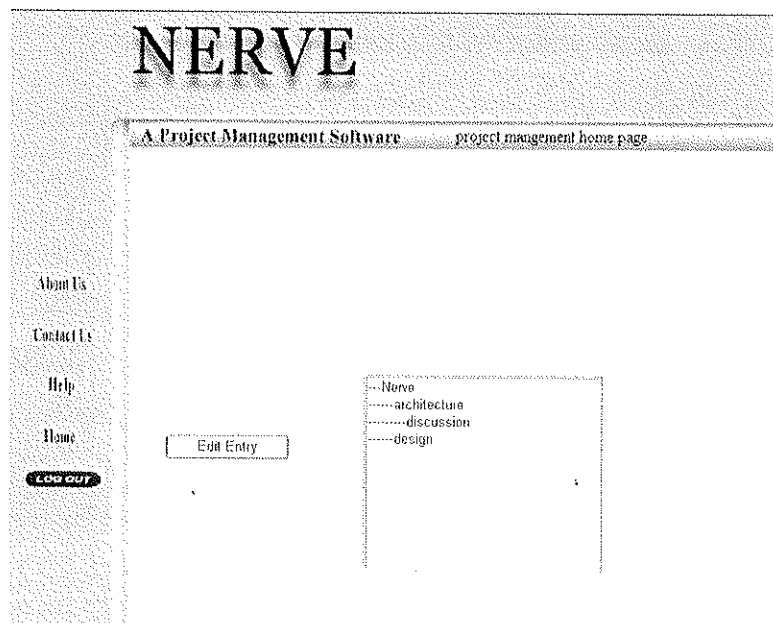 NERVE
A Project Management Software project mangement home page
About Us
Contact Us
Help
Home
LOG OUT
Edit Entry
---Nerve
------architecture
---------discussion
------design